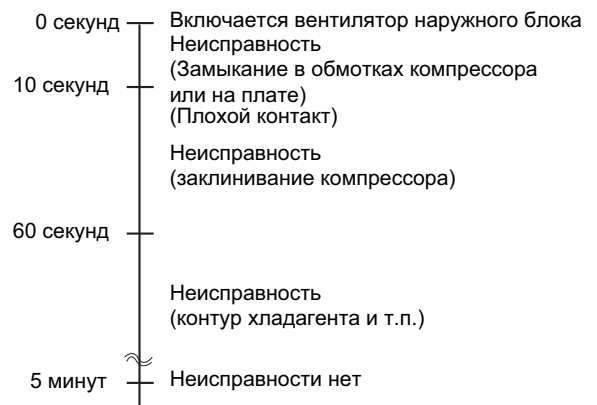 0 секунд Включается вентилятор наружного блока
Неисправность
(Замыкание в обмотках компрессора
10 секунд
или на плате)
(Плохой контакт)
Неисправность
(заклинивание компрессора)
60 секунд
Неисправность
(контур хладагента и т.п.)
5 минут Неисправности нет